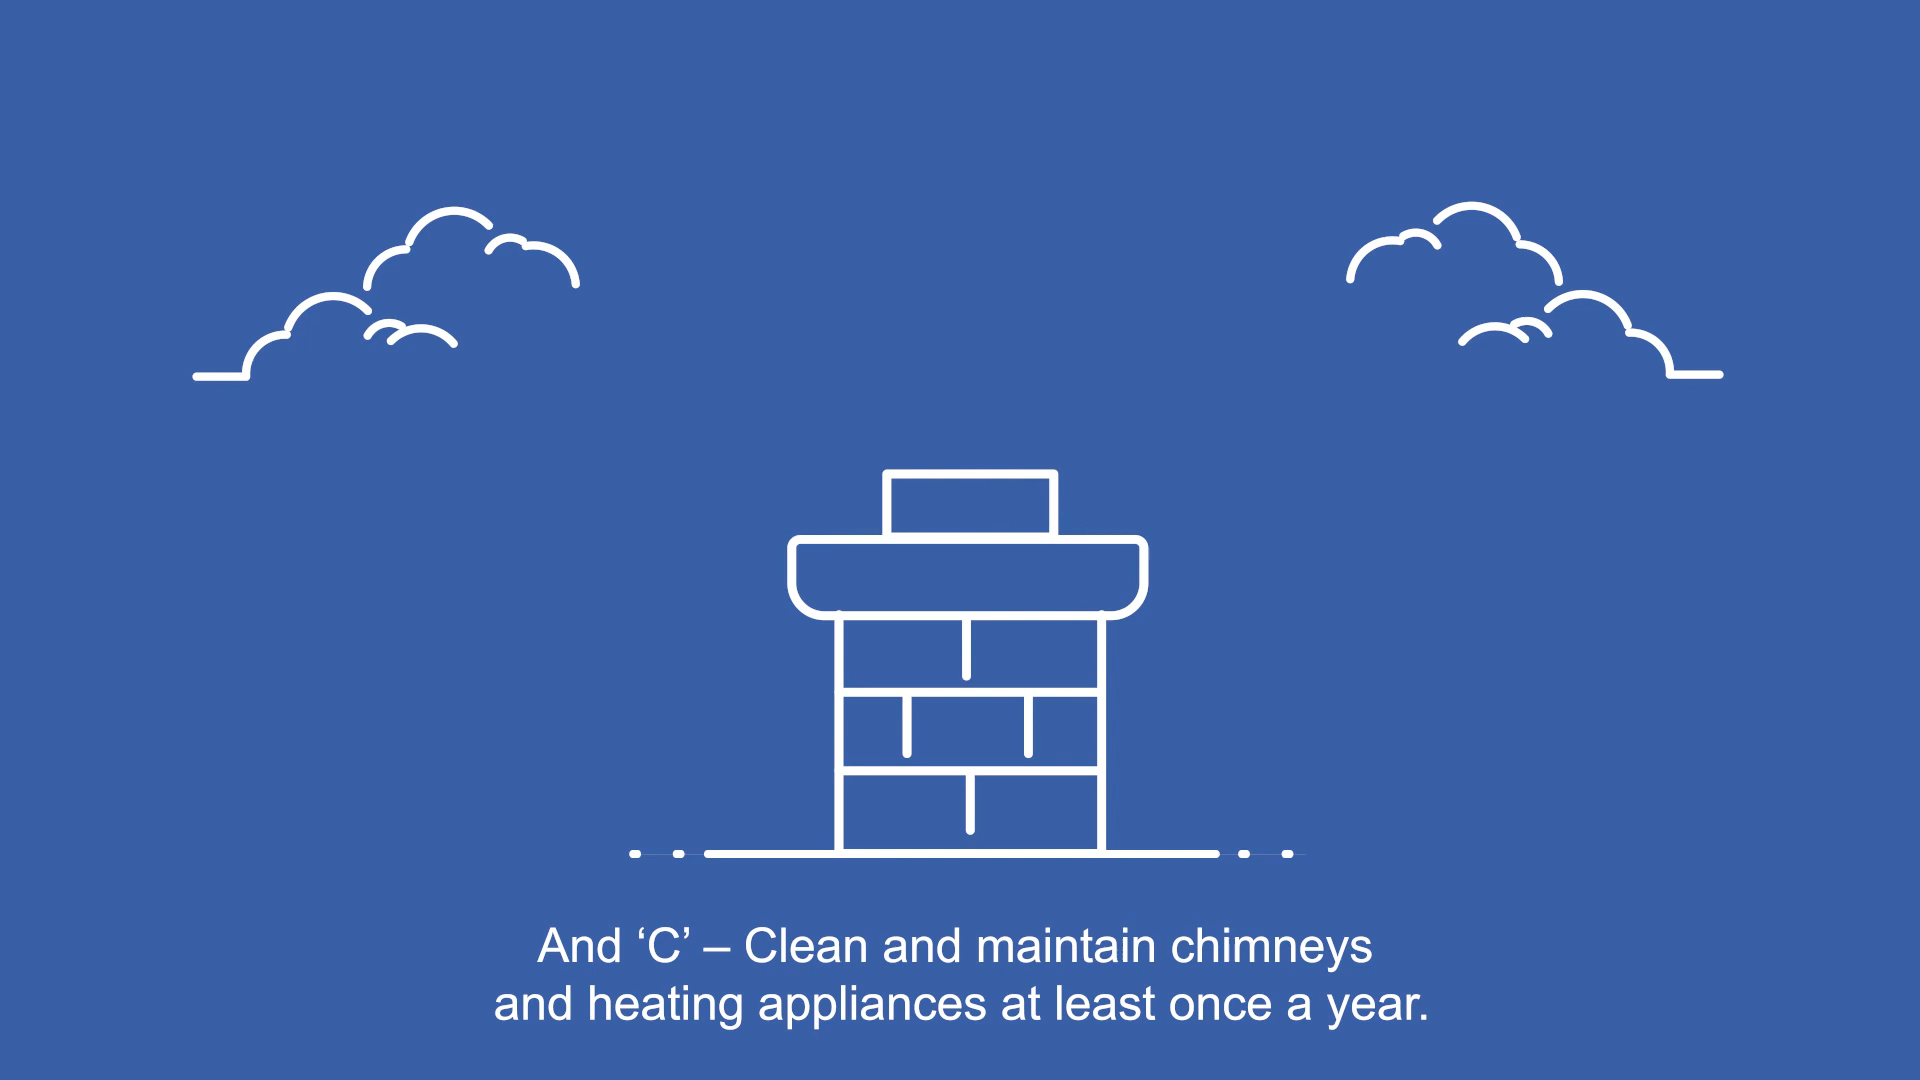 And ‘C’ – Clean and maintain chimneys
and heating appliances at least once a year.